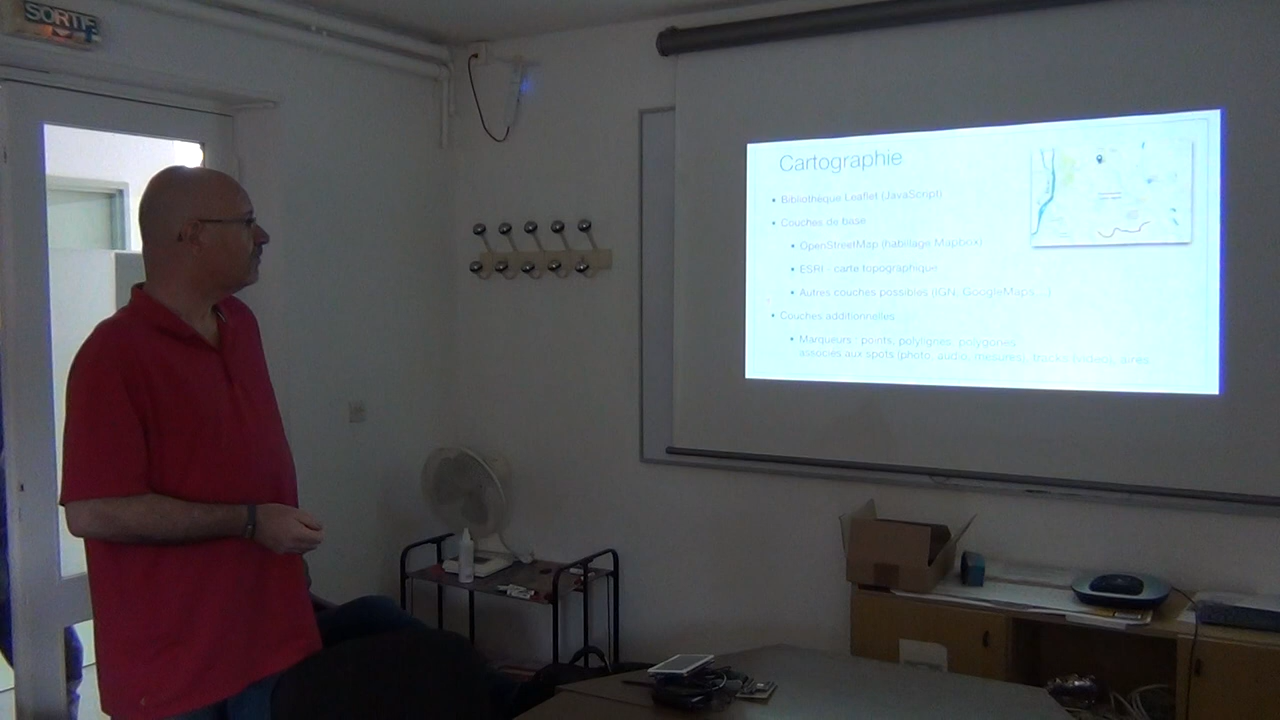 SORTIE
Cartographie
Bibliothèque Leaflet (JavaScript)
Couches de base
OpenStreetMap (habillage Mapbox)
ESRI : carte topographique
Autres couches possibles (IGN, GoogleMaps...)
Couches additionnelles
Marqueurs : points, polylignes, polygones
associés aux spots (photo, audio, mesures), tracks (vidéo), aires